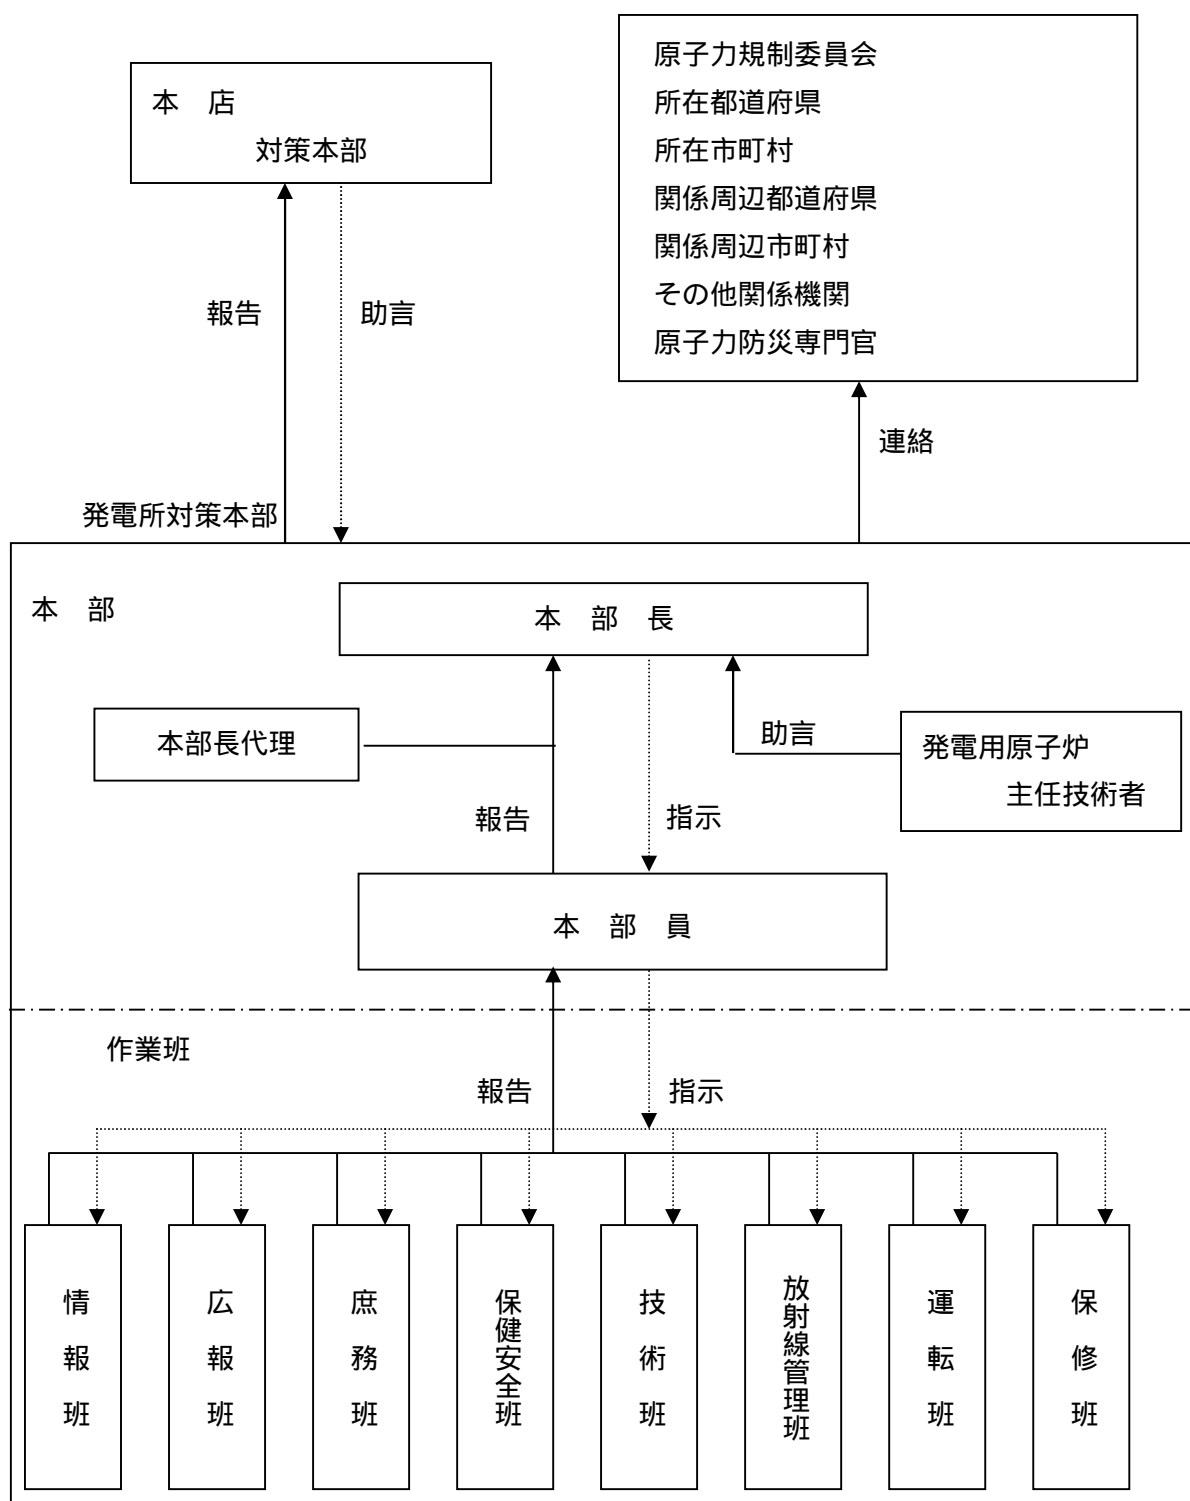 本　店
対策本部
原子力規制委員会
所在都道府県
所在市町村
関係周辺都道府県
関係周辺市町村
その他関係機関
原子力防災専門官
報告
助言
連絡
発電所対策本部
本　部
本　部　長
本部長代理
助言
発電用原子炉
主任技術者
報告
指示
本　部　員
作業班
報告
指示
情報班
広報班
庶務班
保健安全班
技術班
放射線管理班
運転班
保修班